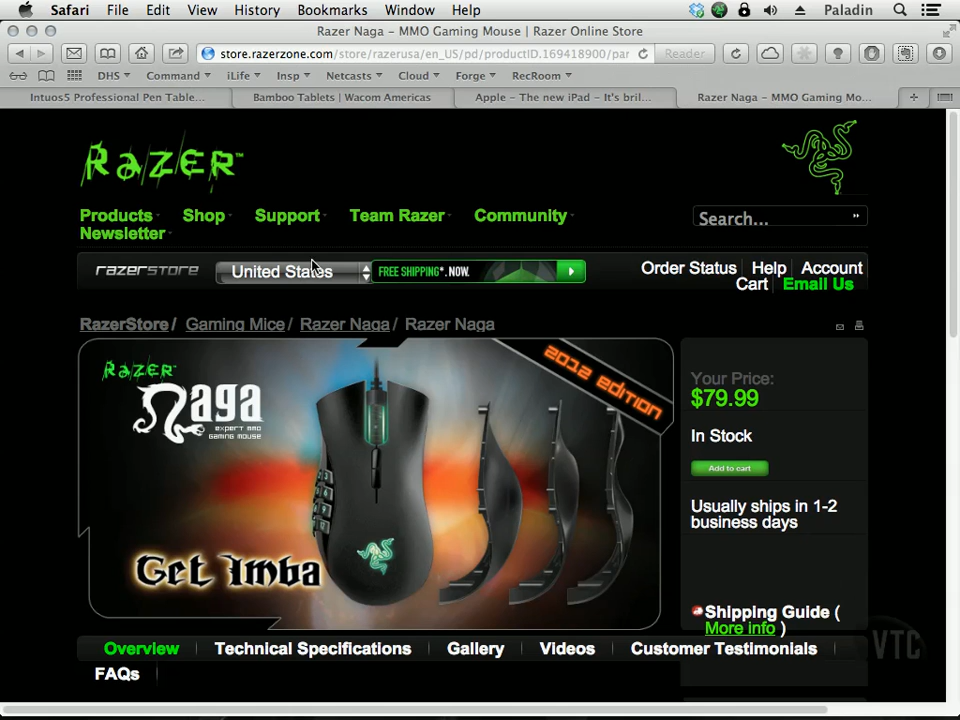 Safari File Edit View History Bookmarks Window Help Paladin
Razer Naga – MMO Gaming Mouse | Razer Online Store
store.razerzone.com/store/razerusa/en_US/pd/productID.169418900/par Reader
DHS Command iLife Insp Netcasts Cloud Forge RecRoom
Intuos5 Professional Pen Table... Bamboo Tablets | Wacom Americas Apple – The new iPad – It's bril... Razer Naga – MMO Gaming Mo...
RAZER™
Products Shop Support Team Razer Community
Newsletter
Search...
RAZERSTORE United States FREE SHIPPING*. NOW. Order Status Help Account
Cart Email Us
RazerStore/ Gaming Mice/ Razer Naga/ Razer Naga
RAZER
Naga
EXPERT MMO
GAMING MOUSE
2012 EDITION
Get Imba
Your Price:
$79.99
In Stock
Add to cart
Usually ships in 1-2
business days
Shipping Guide (
More info )
Overview Technical Specifications Gallery Videos Customer Testimonials
FAQs
VTC